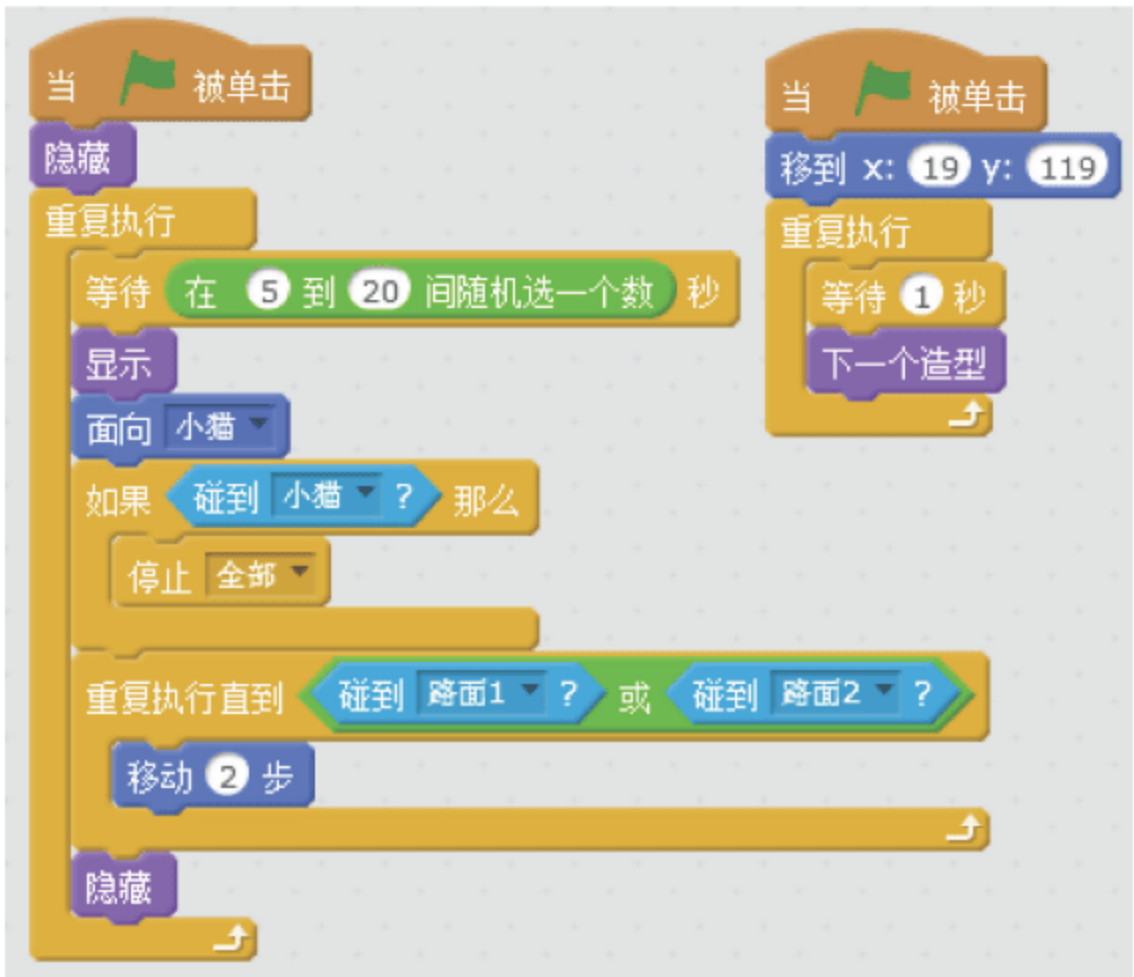 当 被单击
隐藏
重复执行
等待 在 5 到 20 间随机选一个数 秒
显示
面向 小猫
如果 碰到 小猫 ? 那么
停止 全部
重复执行直到 碰到 路面1 ? 或 碰到 路面2 ?
移动 2 步
隐藏
当 被单击
移到 x: 19 y: 119
重复执行
等待 1 秒
下一个造型